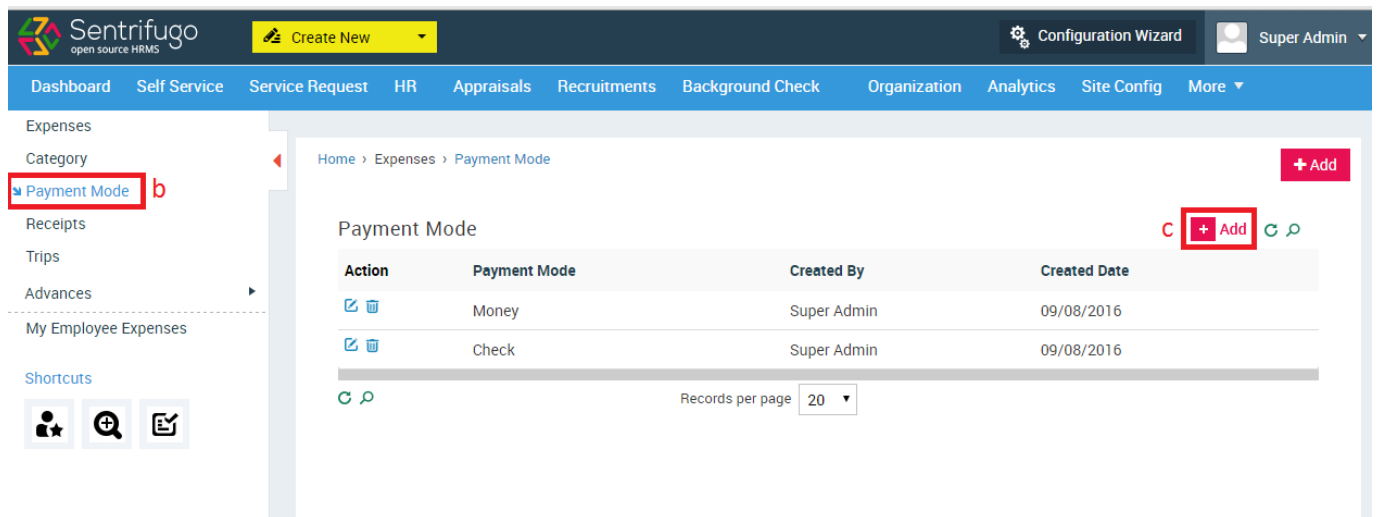 Sentrifugo
open source HRMS
Create New
Configuration Wizard
Super Admin
Dashboard Self Service Service Request HR Appraisals Recruitments Background Check Organization Analytics Site Config More
Expenses
Category
Payment Mode b
Receipts
Trips
Advances
My Employee Expenses
Shortcuts
Home › Expenses › Payment Mode
+ Add
Payment Mode
c + Add
Action Payment Mode Created By Created Date
Money Super Admin 09/08/2016
Check Super Admin 09/08/2016
Records per page 20